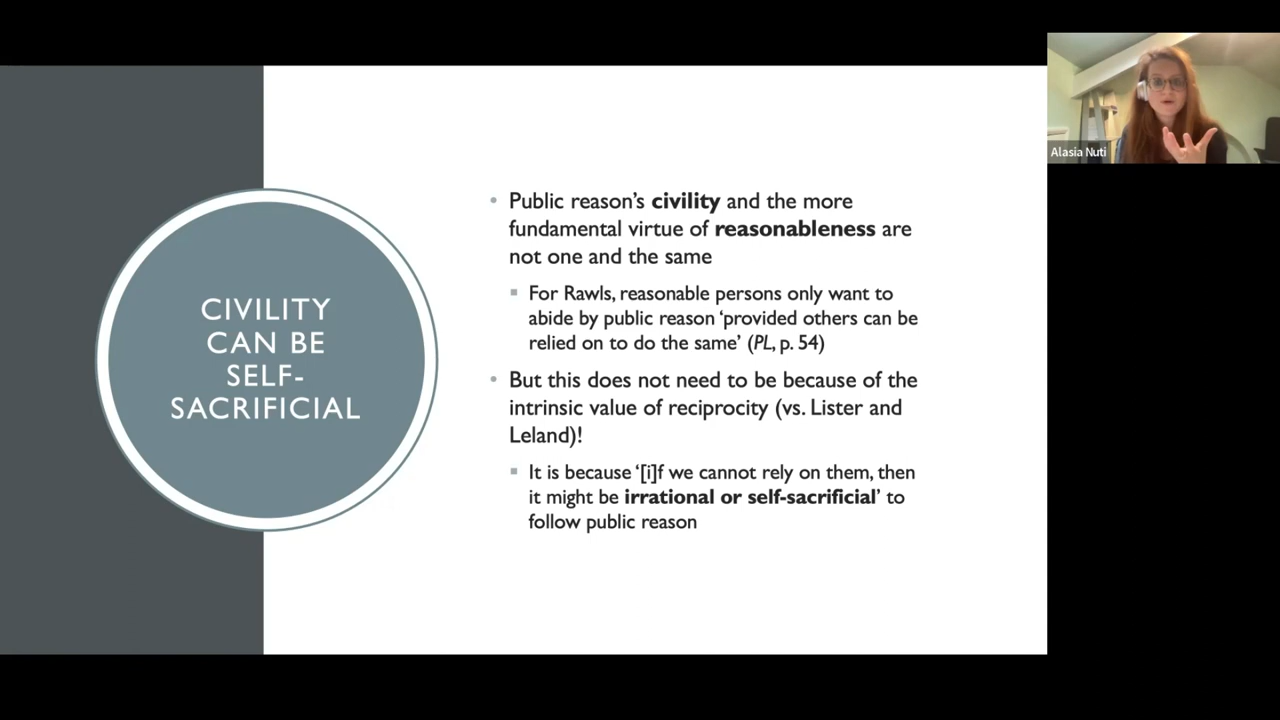 CIVILITY
CAN BE
SELF-
SACRIFICIAL
• Public reason’s civility and the more
fundamental virtue of reasonableness are
not one and the same
▪ For Rawls, reasonable persons only want to
abide by public reason ‘provided others can be
relied on to do the same’ (PL, p. 54)
• But this does not need to be because of the
intrinsic value of reciprocity (vs. Lister and
Leland)!
▪ It is because ‘[i]f we cannot rely on them, then
it might be irrational or self-sacrificial’ to
follow public reason
Alasia Nuti